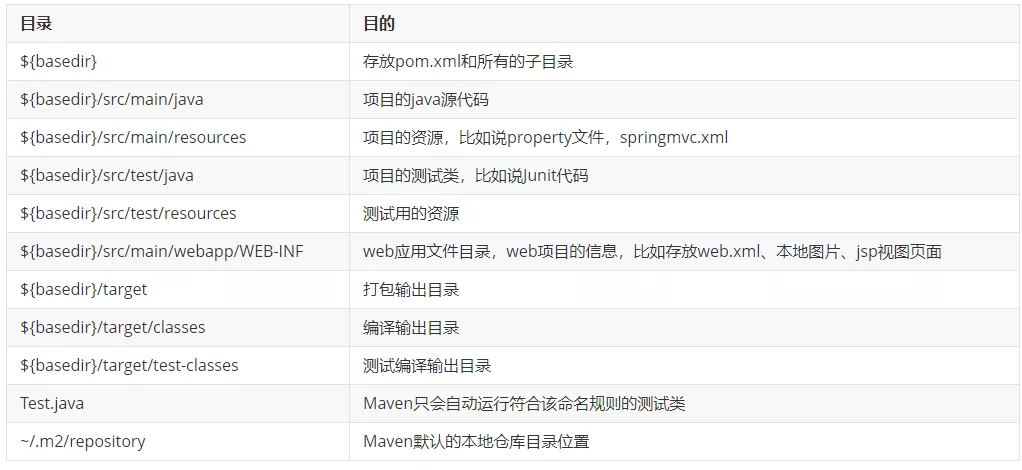 目录 目的
${basedir} 存放pom.xml和所有的子目录
${basedir}/src/main/java 项目的java源代码
${basedir}/src/main/resources 项目的资源，比如说property文件，springmvc.xml
${basedir}/src/test/java 项目的测试类，比如说Junit代码
${basedir}/src/test/resources 测试用的资源
${basedir}/src/main/webapp/WEB-INF web应用文件目录，web项目的信息，比如存放web.xml、本地图片、jsp视图页面
${basedir}/target 打包输出目录
${basedir}/target/classes 编译输出目录
${basedir}/target/test-classes 测试编译输出目录
Test.java Maven只会自动运行符合该命名规则的测试类
~/.m2/repository Maven默认的本地仓库目录位置